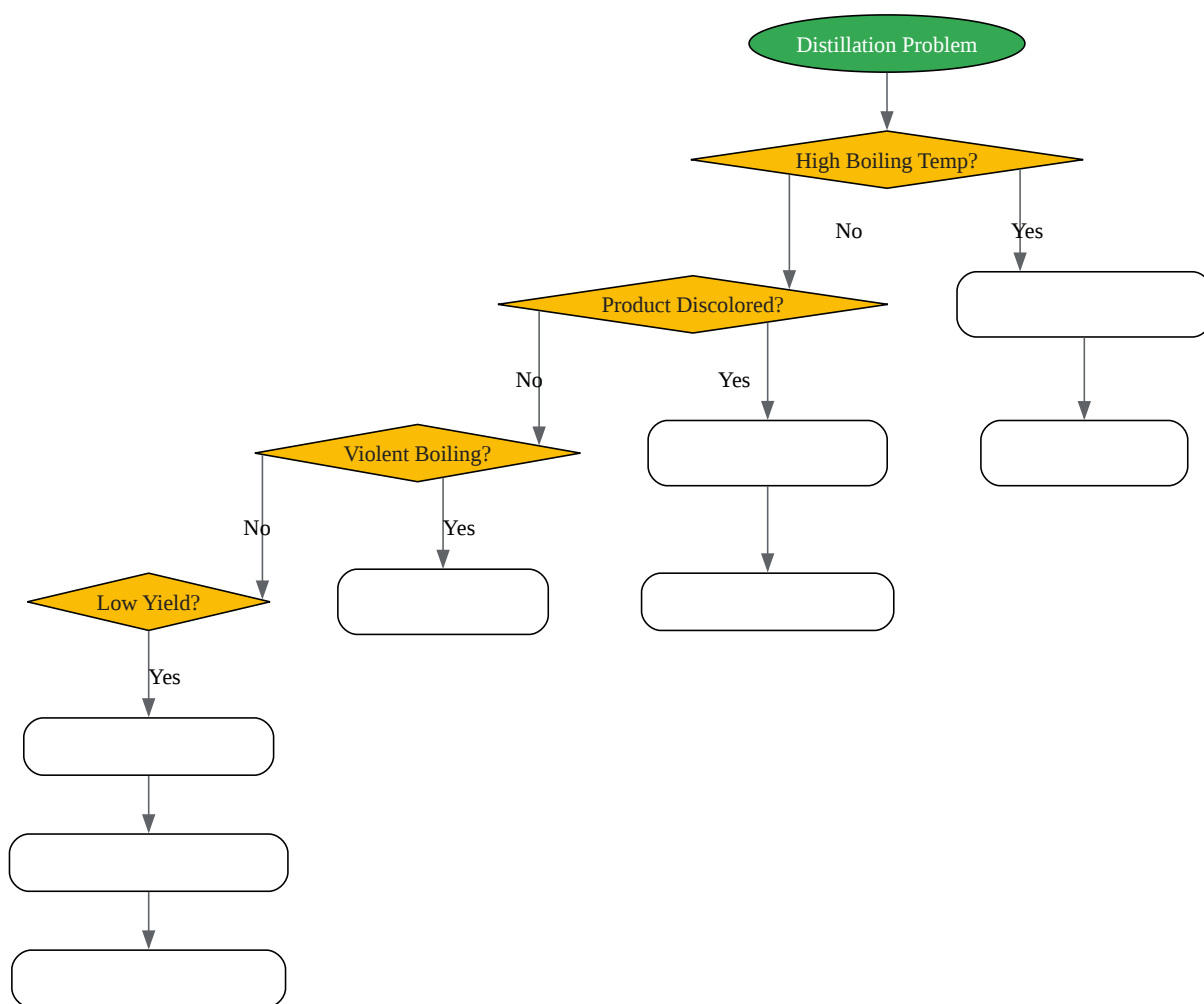 Distillation Problem
High Boiling Temp?
No
Yes
Product Discolored?
No
Yes
Violent Boiling?
No
Yes
Low Yield?
Yes